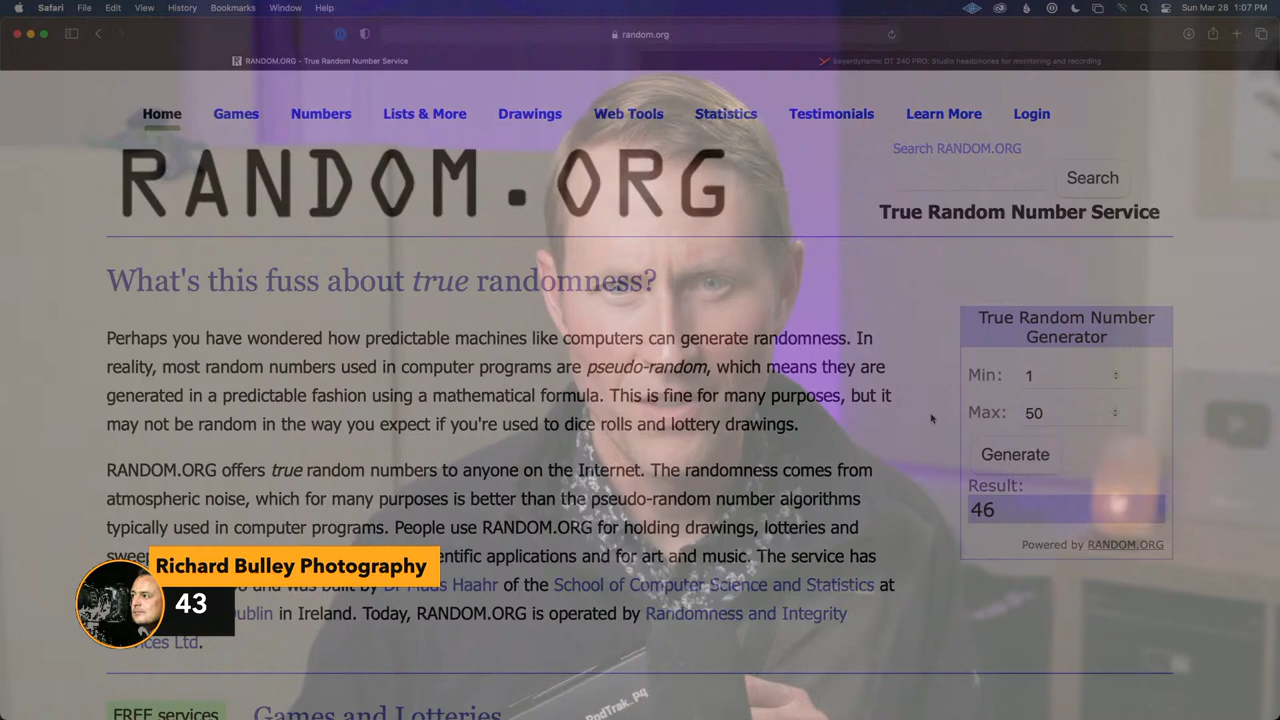 Safari File Edit View History Bookmarks Window Help Sun Mar 28 1:07 PM
random.org
RANDOM.ORG - True Random Number Service beyerdynamic DT 240 PRO: Studio headphones for monitoring and recording
Home Games Numbers Lists & More Drawings Web Tools Statistics Testimonials Learn More Login
Search RANDOM.ORG
RANDOM.ORG
Search
True Random Number Service
What's this fuss about true randomness?
Perhaps you have wondered how predictable machines like computers can generate randomness. In
reality, most random numbers used in computer programs are pseudo-random, which means they are
generated in a predictable fashion using a mathematical formula. This is fine for many purposes, but it
may not be random in the way you expect if you're used to dice rolls and lottery drawings.
RANDOM.ORG offers true random numbers to anyone on the Internet. The randomness comes from
atmospheric noise, which for many purposes is better than the pseudo-random number algorithms
typically used in computer programs. People use RANDOM.ORG for holding drawings, lotteries and
entific applications and for art and music. The service has
and was built by Dr Mads Haahr of the School of Computer Science and Statistics at
Dublin in Ireland. Today, RANDOM.ORG is operated by Randomness and Integrity
Ltd.
True Random Number
Generator
Min: 1
Max: 50
Generate
Result:
46
Powered by RANDOM.ORG
Richard Bulley Photography
43
PodTrak P4
FREE services
Games and Lotteries